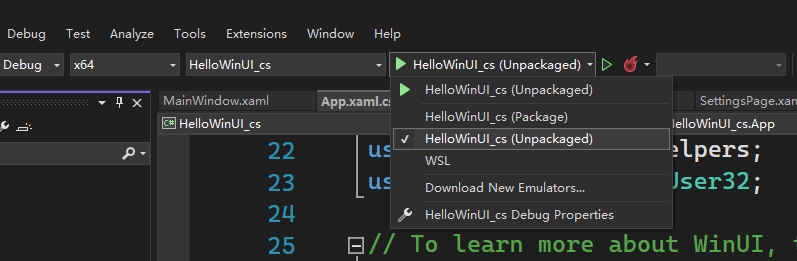 Debug Test Analyze Tools Extensions Window Help
Debug x64 HelloWinUI_cs HelloWinUI_cs (Unpackaged)
HelloWinUI_cs (Unpackaged)
MainWindow.xaml App.xaml.c SettingsPage.xan
HelloWinUI_cs (Package)
HelloWinUI_cs HelloWinUI_cs (Unpackaged) HelloWinUI_cs.App
22 us elpers;
WSL
23 us User32;
Download New Emulators...
24
HelloWinUI_cs Debug Properties
25 // To learn more about WinUI,